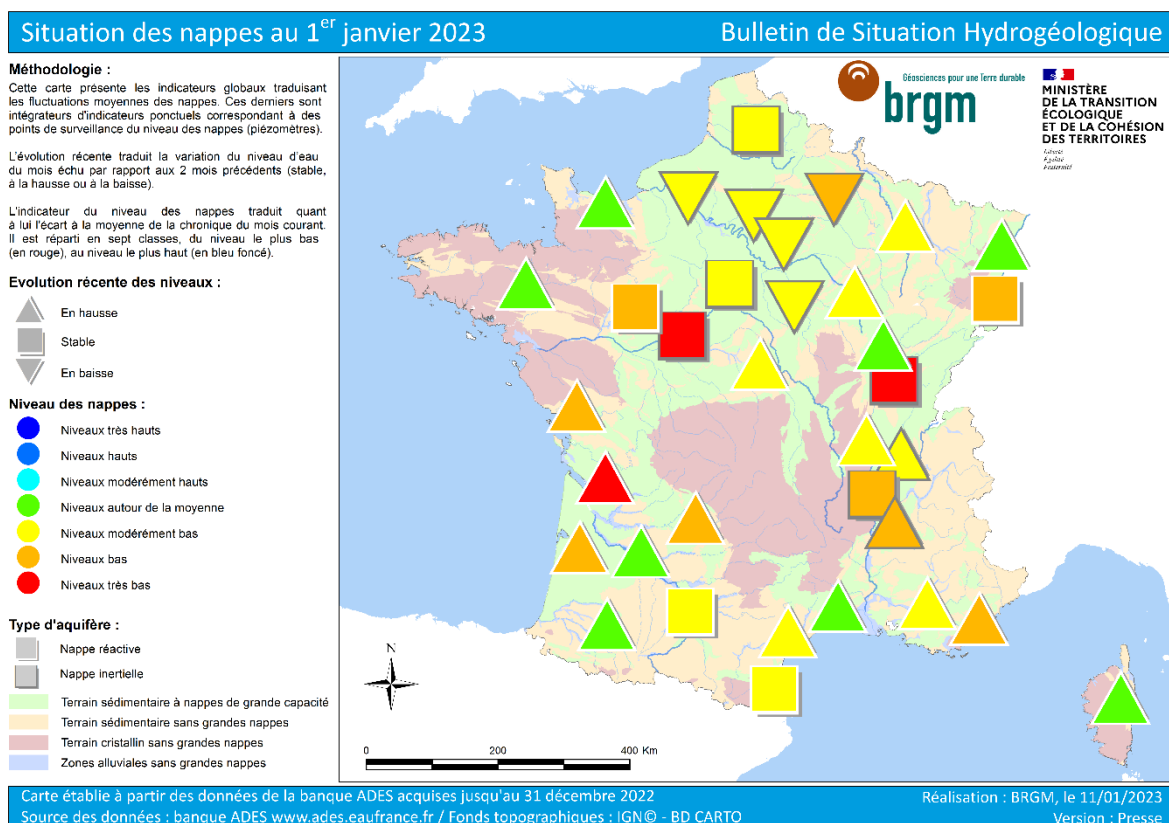 Situation des nappes au 1er janvier 2023
Bulletin de Situation Hydrogéologique
Méthodologie :
Cette carte présente les indicateurs globaux traduisant
les fluctuations moyennes des nappes. Ces derniers sont
intégrateurs d'indicateurs ponctuels correspondant à des
points de surveillance du niveau des nappes (piézomètres).
L'évolution récente traduit la variation du niveau d'eau
du mois échu par rapport aux 2 mois précédents (stable,
à la hausse ou à la baisse).
L'indicateur du niveau des nappes traduit quant
à lui l'écart à la moyenne de la chronique du mois courant.
Il est réparti en sept classes, du niveau le plus bas
(en rouge), au niveau le plus haut (en bleu foncé).
Evolution récente des niveaux :
En hausse
Stable
En baisse
Niveau des nappes :
Niveaux très hauts
Niveaux hauts
Niveaux modérément hauts
Niveaux autour de la moyenne
Niveaux modérément bas
Niveaux bas
Niveaux très bas
Type d'aquifère :
Nappe réactive
Nappe inertielle
Terrain sédimentaire à nappes de grande capacité
Terrain sédimentaire sans grandes nappes
Terrain cristallin sans grandes nappes
Zones alluviales sans grandes nappes
Géosciences pour une Terre durable
brgm
MINISTÈRE
DE LA TRANSITION
ÉCOLOGIQUE
ET DE LA COHÉSION
DES TERRITOIRES
Liberté
Égalité
Fraternité
N
0 200 400 Km
Carte établie à partir des données de la banque ADES acquises jusqu'au 31 décembre 2022
Source des données : banque ADES www.ades.eaufrance.fr / Fonds topographiques : IGN© - BD CARTO
Réalisation : BRGM, le 11/01/2023
Version : Presse